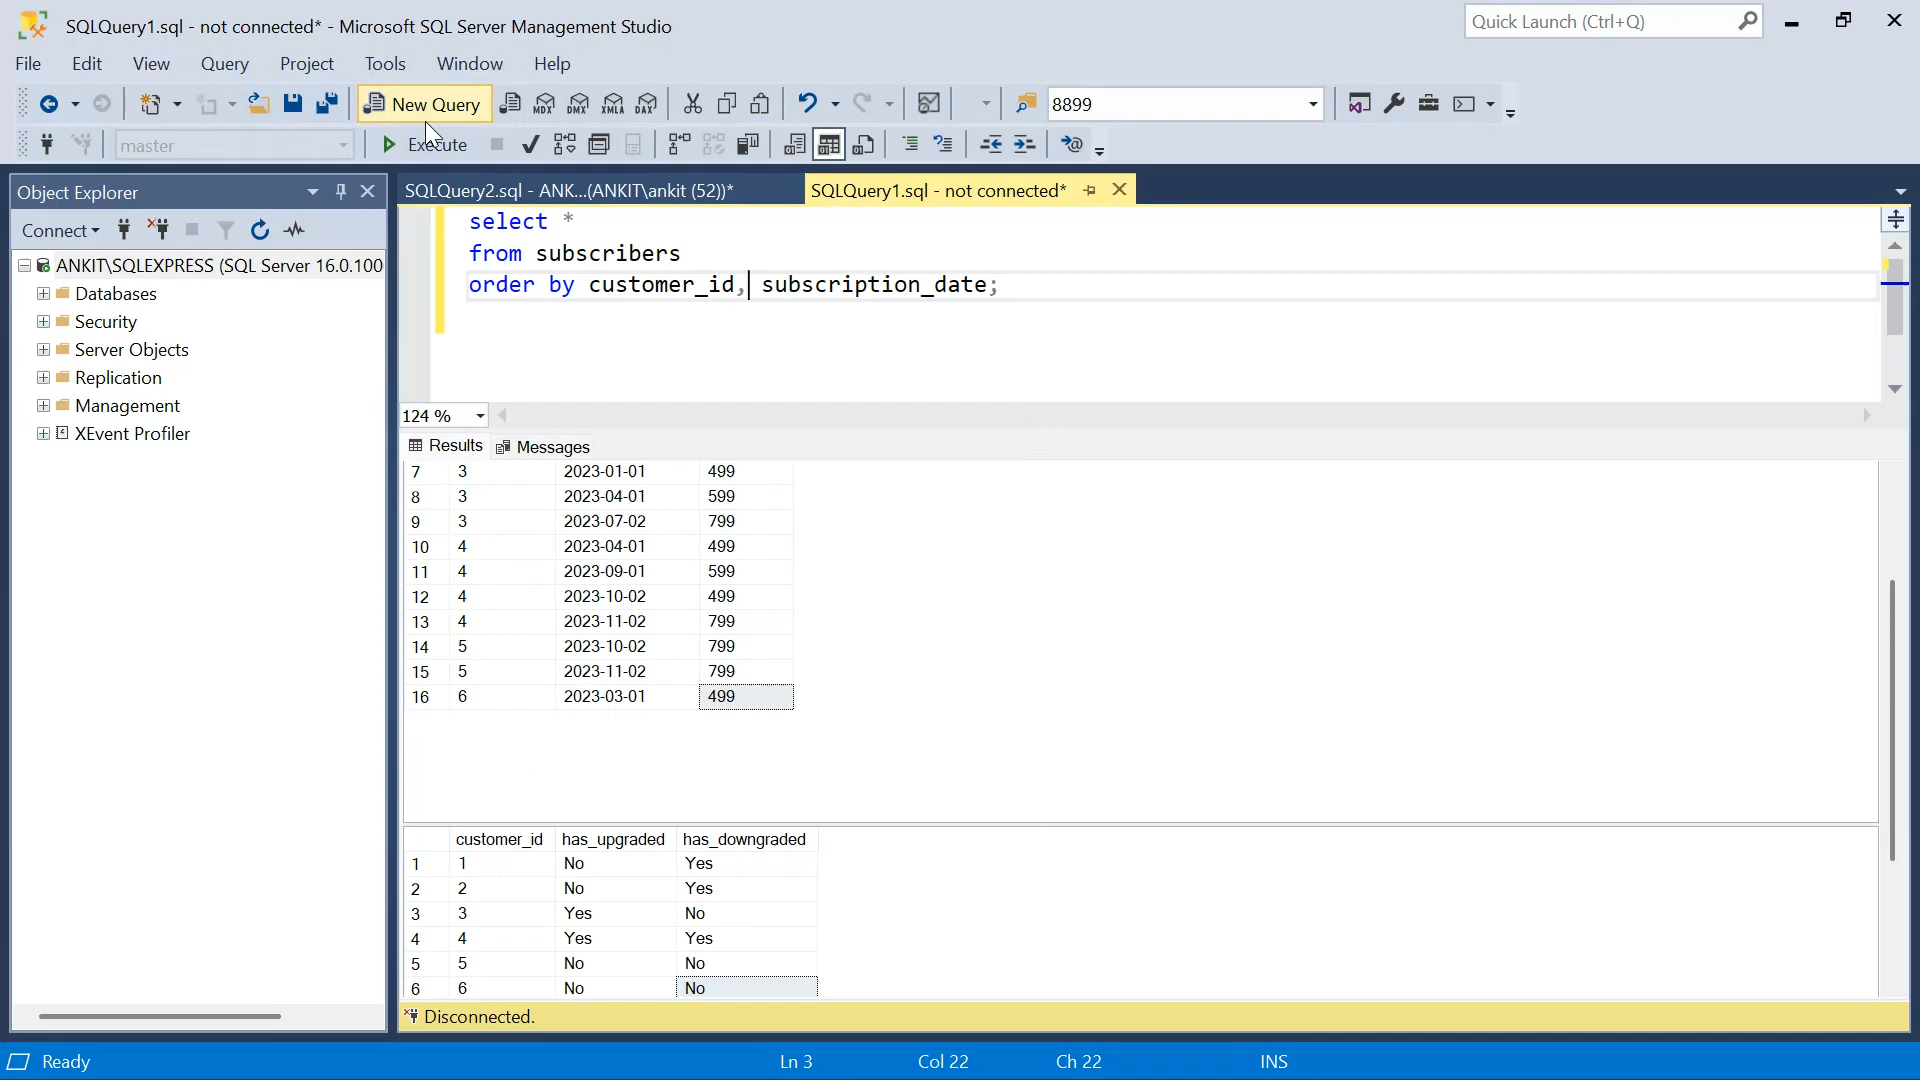 SQLQuery1.sql - not connected* - Microsoft SQL Server Management Studio
Quick Launch (Ctrl+Q)
File Edit View Query Project Tools Window Help
New Query MDX DMX XMLA DAX 8899
master Execute
Object Explorer
SQLQuery2.sql - ANK...(ANKIT\ankit (52))* SQLQuery1.sql - not connected*
Connect
ANKIT\SQLEXPRESS (SQL Server 16.0.100
Databases
Security
Server Objects
Replication
Management
XEvent Profiler
select *
from subscribers
order by customer_id, subscription_date;
124 %
Results Messages
7 3 2023-01-01 499
8 3 2023-04-01 599
9 3 2023-07-02 799
10 4 2023-04-01 499
11 4 2023-09-01 599
12 4 2023-10-02 499
13 4 2023-11-02 799
14 5 2023-10-02 799
15 5 2023-11-02 799
16 6 2023-03-01 499
customer_id has_upgraded has_downgraded
1 1 No Yes
2 2 No Yes
3 3 Yes No
4 4 Yes Yes
5 5 No No
6 6 No No
Disconnected.
Ready Ln 3 Col 22 Ch 22 INS